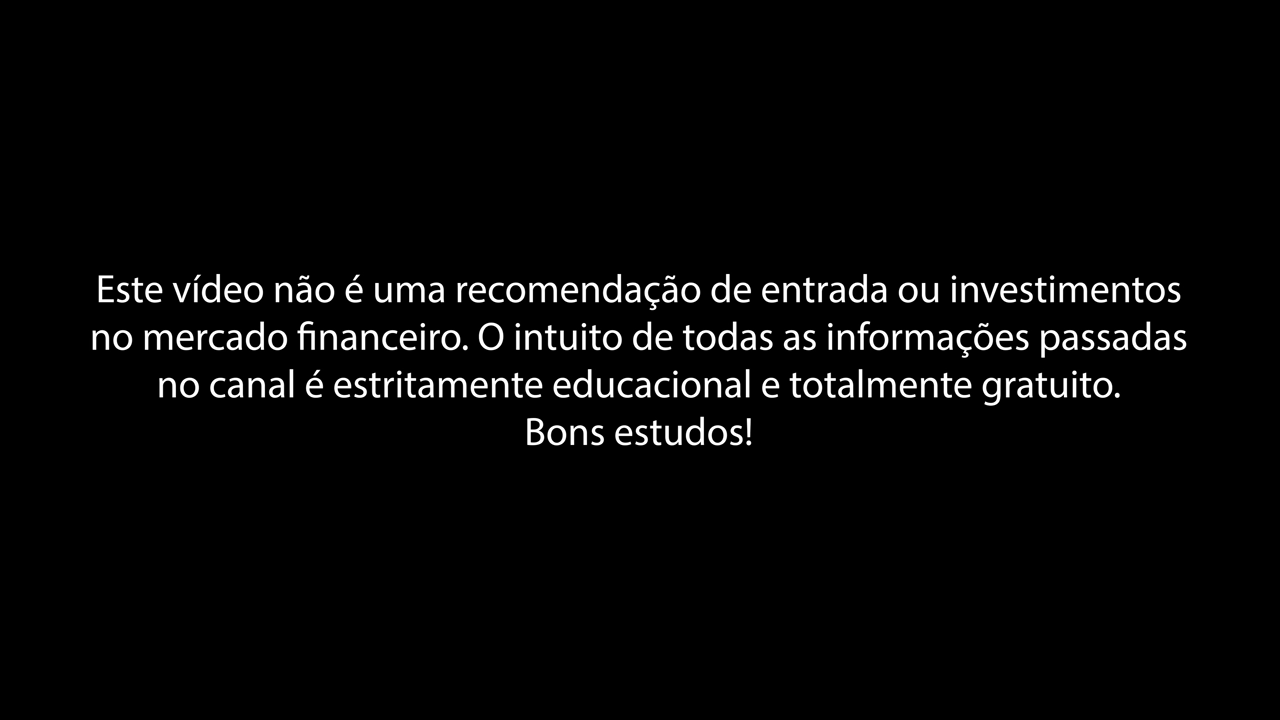 Este vídeo não é uma recomendação de entrada ou investimentos
no mercado financeiro. O intuito de todas as informações passadas
no canal é estritamente educacional e totalmente gratuito.
Bons estudos!